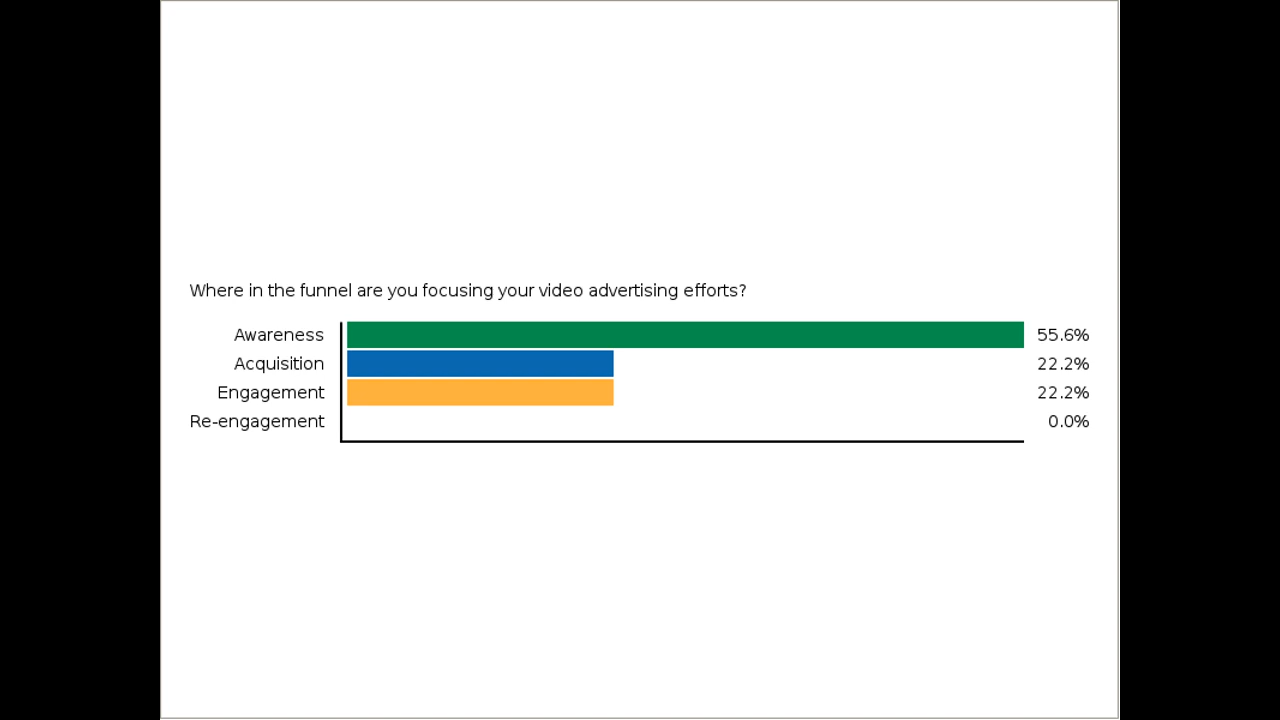 Where in the funnel are you focusing your video advertising efforts?
Awareness 55.6%
Acquisition 22.2%
Engagement 22.2%
Re-engagement 0.0%